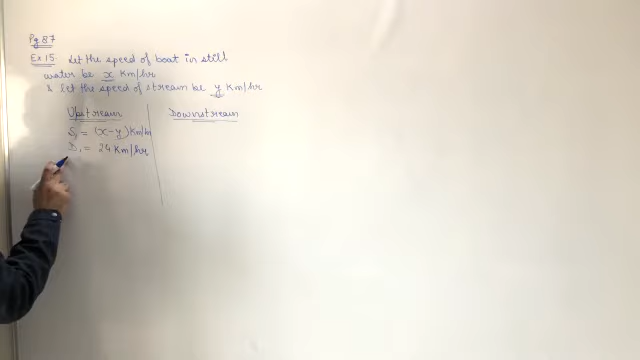 Pg 87
Ex 15: Let the speed of boat in still
water be x Km/hr
& let the speed of stream be y Km/hr
Upstream
S₁ = (x-y) Km/hr
D₁ = 24 Km/hr
Downstream